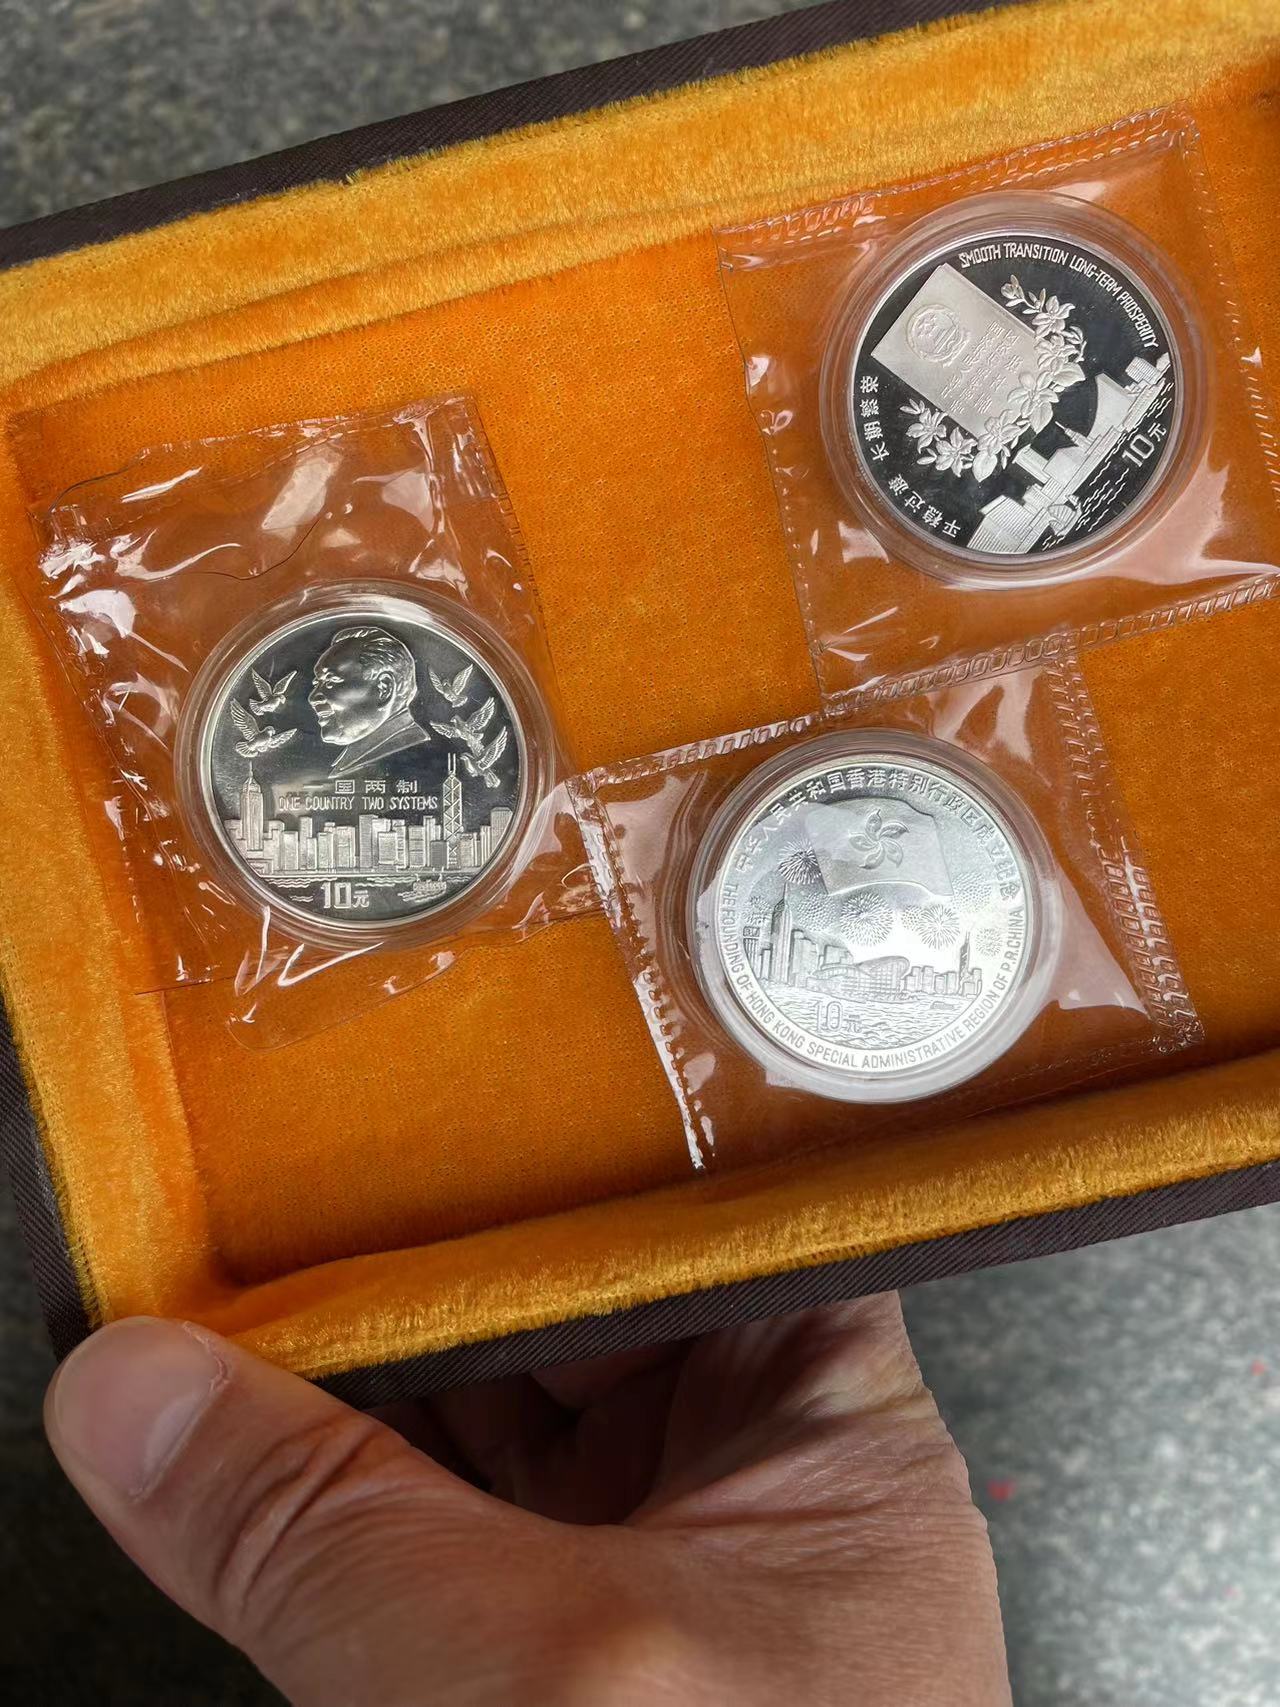 一国两制
ONE COUNTRY TWO SYSTEMS
10元
SMOOTH TRANSITION LONG-TERM PROSPERITY
平稳过渡 长期繁荣
10元
中华人民共和国香港特别行政区成立纪念
THE FOUNDING OF HONG KONG SPECIAL ADMINISTRATIVE REGION OF P.R.CHINA
10元